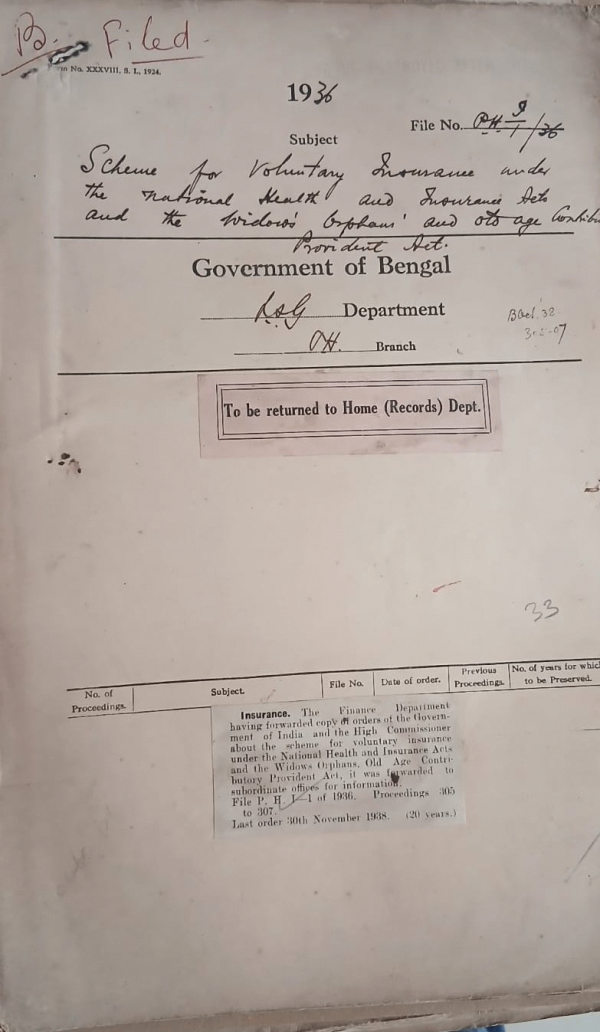 B. Filed.
No. XXXVIII, S. I., 1924.
1936
File No. P.H. I/1/36
Subject
Scheme for Voluntary Insurance under
the National Health and Insurance Acts
and the Widows Orphans' and old age Contribu
Provident Act.
Government of Bengal
L.S.G Department
P.H. Branch
To be returned to Home (Records) Dept.
33
No. of Proceedings. Subject. File No. Date of order. Previous Proceedings. No. of years for which to be Preserved.
Insurance. The Finance Department
having forwarded copy of orders of the Govern-
ment of India and the High Commissioner
about the scheme for voluntary insurance
under the National Health and Insurance Acts
and the Widows Orphans, Old Age Contri-
butory Provident Act, it was forwarded to
subordinate offices for information.
File P. H. I—1 of 1936. Proceedings 305
to 307.
Last order 30th November 1938. (20 years.)